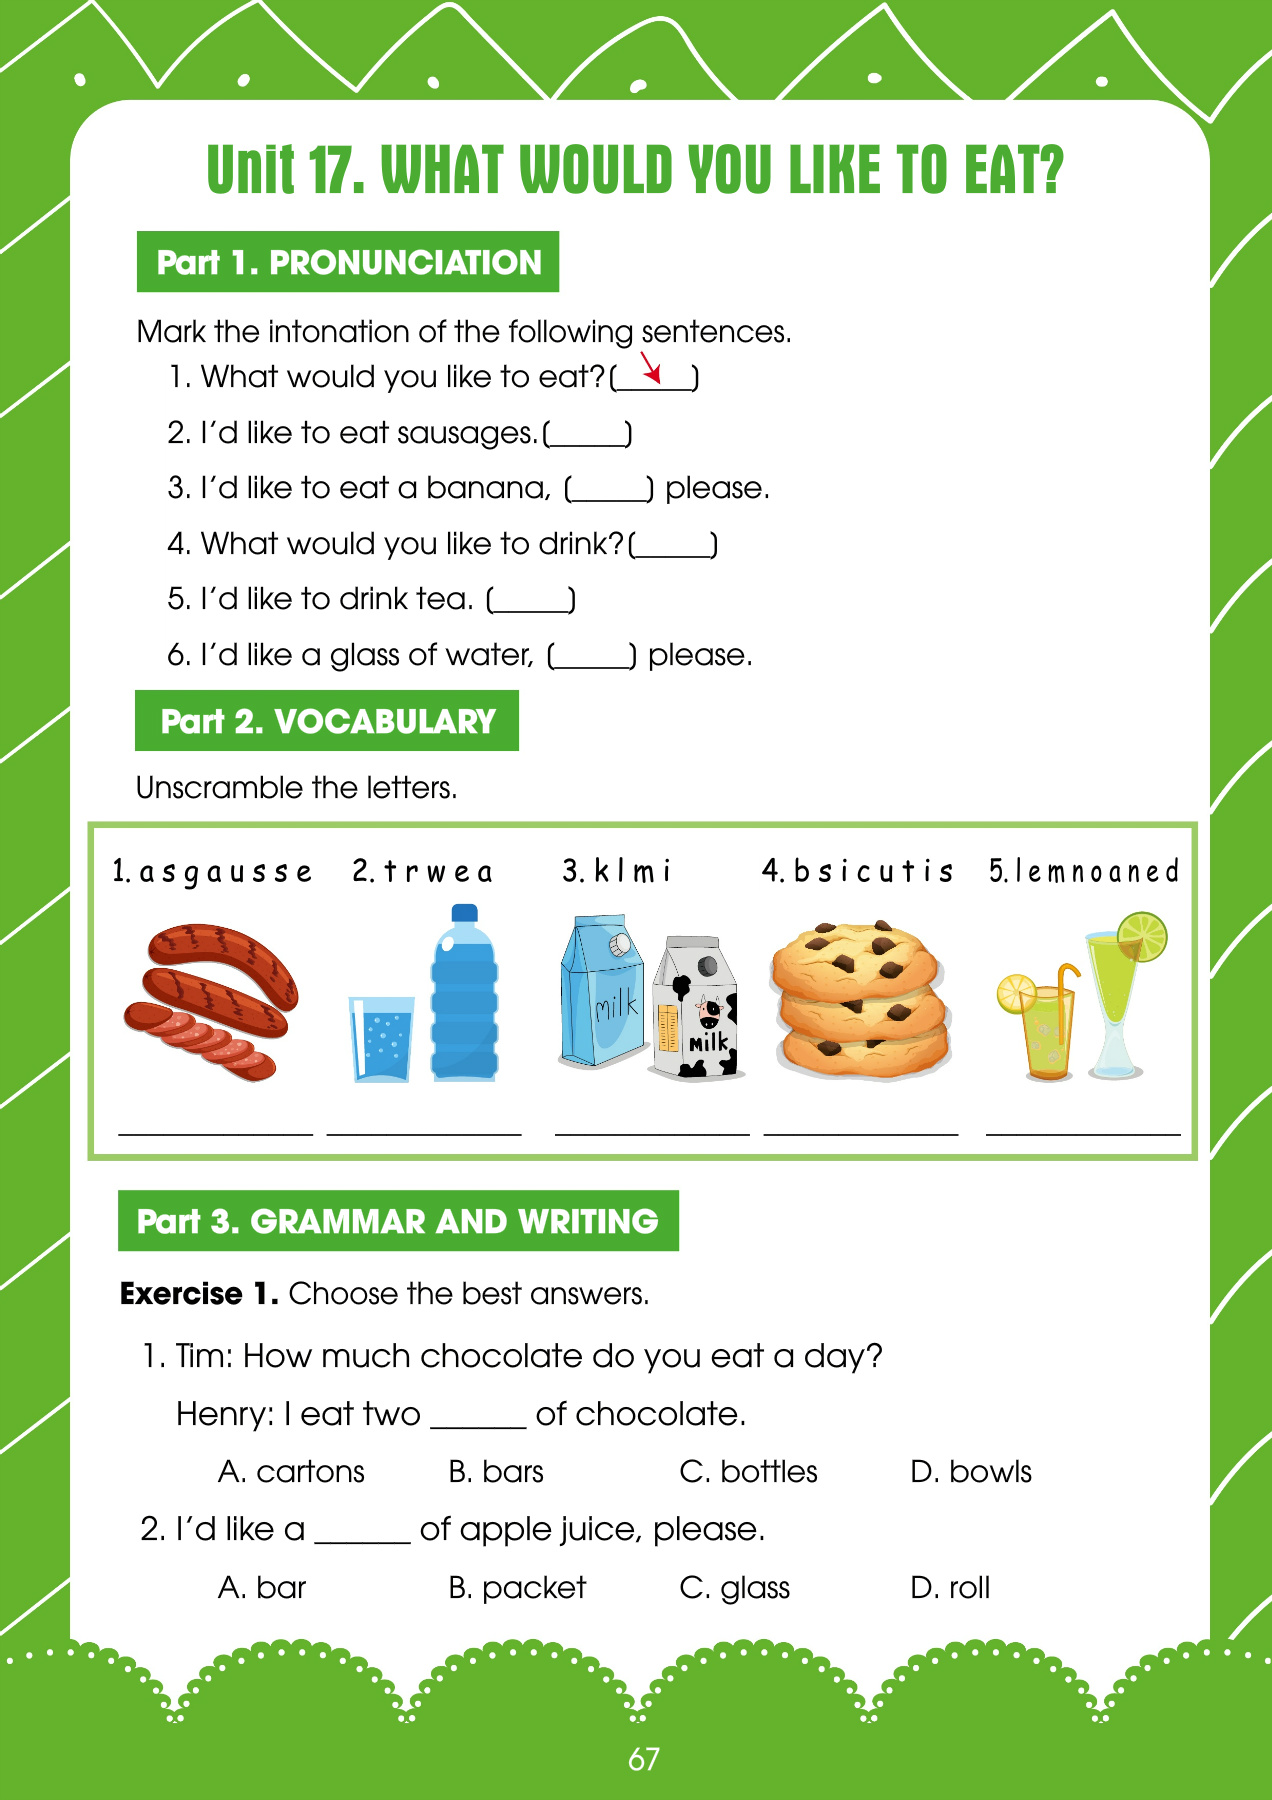 Unit 17. WHAT WOULD YOU LIKE TO EAT?
Part 1. PRONUNCIATION
Mark the intonation of the following sentences.
1. What would you like to eat?(_____)
2. I’d like to eat sausages.(_____)
3. I’d like to eat a banana, (_____) please.
4. What would you like to drink?(_____)
5. I’d like to drink tea. (_____)
6. I’d like a glass of water, (_____) please.
Part 2. VOCABULARY
Unscramble the letters.
1. a s g a u s s e 2. t r w e a 3. k l m i 4. b s i c u t i s 5. l e m n o a n e d
milk
milk
Part 3. GRAMMAR AND WRITING
Exercise 1. Choose the best answers.
1. Tim: How much chocolate do you eat a day?
Henry: I eat two ______ of chocolate.
A. cartons B. bars C. bottles D. bowls
2. I’d like a ______ of apple juice, please.
A. bar B. packet C. glass D. roll
67